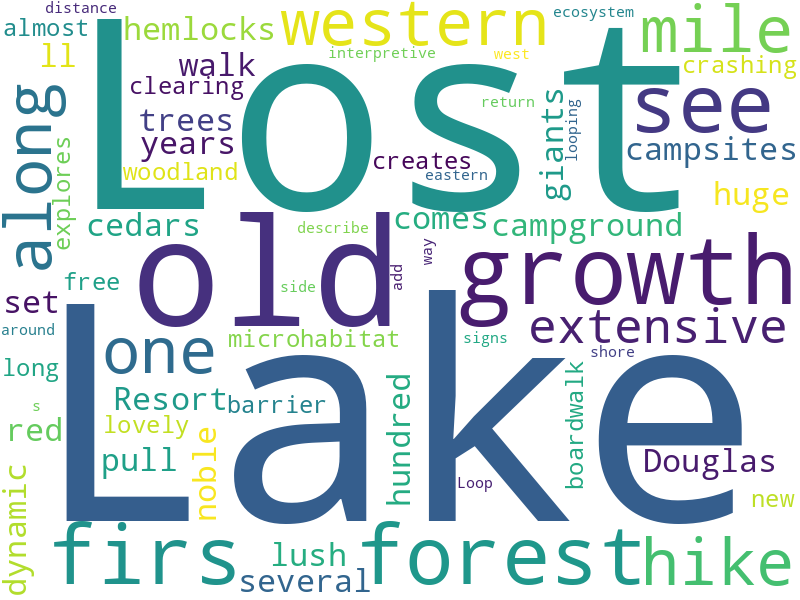 distance
ecosystem
almost
hemlocks
western
mile
Lost
ll
walk
interpretive
west
crashing
clearing
along
see
trees
return
giants
looping
years
creates
campsites
woodland
eastern
explores
huge
cedars
old
describe
comes
campground
growth
way
free
side
add
set
around
one
microhabitat
signs
extensive
Lake
shore
long
s
Resort
barrier
hundred
boardwalk
red
lovely
noble
pull
Douglas
dynamic
Loop
new
firs
lush
several
forest
hike